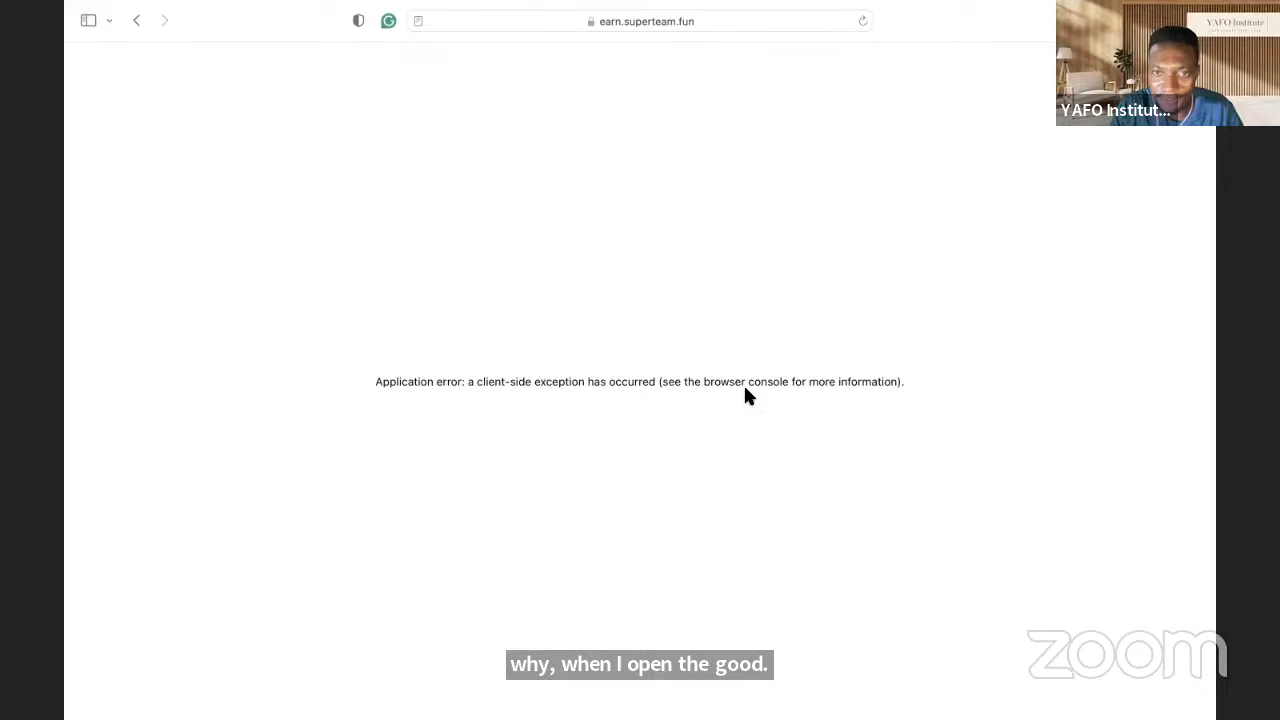 earn.superteam.fun
YAFO Institute
YAFO Institut...
Application error: a client-side exception has occurred (see the browser console for more information).
why, when I open the good.
zoom